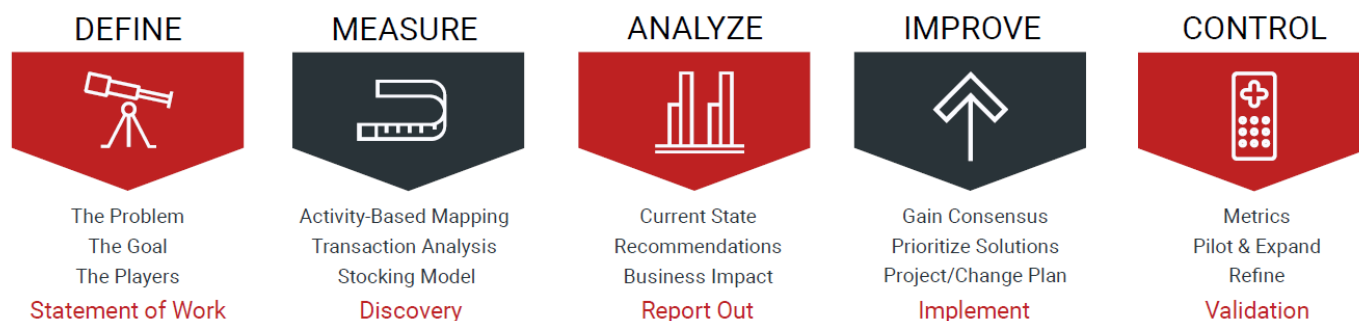 DEFINE
The Problem
The Goal
The Players
Statement of Work
MEASURE
Activity-Based Mapping
Transaction Analysis
Stocking Model
Discovery
ANALYZE
Current State
Recommendations
Business Impact
Report Out
IMPROVE
Gain Consensus
Prioritize Solutions
Project/Change Plan
Implement
CONTROL
Metrics
Pilot & Expand
Refine
Validation